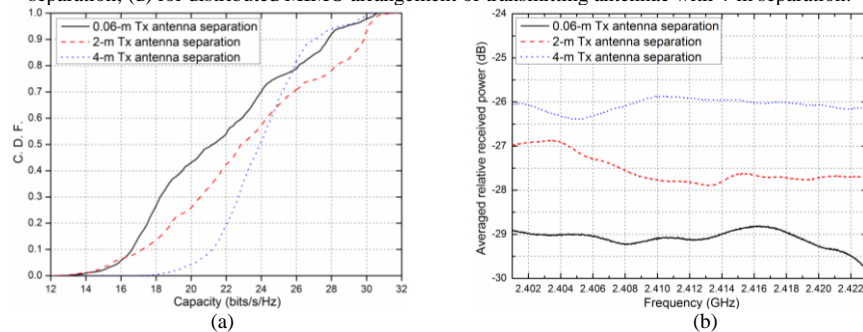 separation, (d) for distributed MIMO arrangement of transmitting antennae with 4-m separation.
0.06-m Tx antenna separation
2-m Tx antenna separation
4-m Tx antenna separation
C. D. F.
1.0
0.9
0.8
0.7
0.6
0.5
0.4
0.3
0.2
0.1
0.0
12 14 16 18 20 22 24 26 28 30 32
Capacity (bits/s/Hz)
(a)
0.06-m Tx antenna separation
2-m Tx antenna separation
4-m Tx antenna separation
Averaged relative received power (dB)
-24
-25
-26
-27
-28
-29
-30
2.402 2.404 2.406 2.408 2.410 2.412 2.414 2.416 2.418 2.420 2.422
Frequency (GHz)
(b)